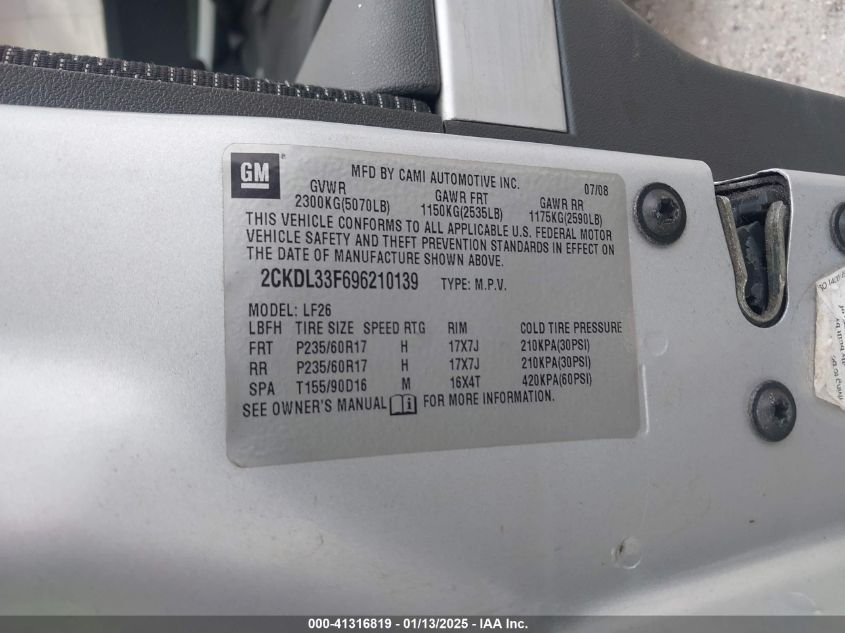 GM
MFD BY CAMI AUTOMOTIVE INC. 07/08
GVWR GAWR FRT GAWR RR
2300KG(5070LB) 1150KG(2535LB) 1175KG(2590LB)
THIS VEHICLE CONFORMS TO ALL APPLICABLE U.S. FEDERAL MOTOR
VEHICLE SAFETY AND THEFT PREVENTION STANDARDS IN EFFECT ON
THE DATE OF MANUFACTURE SHOWN ABOVE.
2CKDL33F696210139 TYPE: M.P.V.
MODEL: LF26
LBFH TIRE SIZE SPEED RTG RIM COLD TIRE PRESSURE
FRT P235/60R17 H 17X7J 210KPA(30PSI)
RR P235/60R17 H 17X7J 210KPA(30PSI)
SPA T155/90D16 M 16X4T 420KPA(60PSI)
SEE OWNER'S MANUAL i FOR MORE INFORMATION.
000-41316819 - 01/13/2025 - IAA Inc.